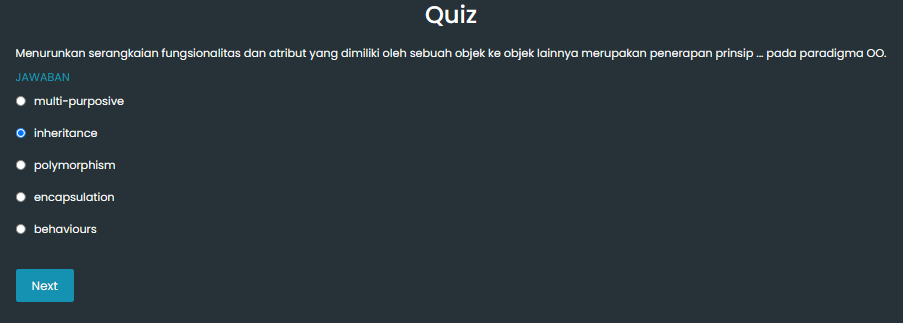 Quiz
Menurunkan serangkaian fungsionalitas dan atribut yang dimiliki oleh sebuah objek ke objek lainnya merupakan penerapan prinsip ... pada paradigma OO.
JAWABAN
multi-purposive
inheritance
polymorphism
encapsulation
behaviours
Next